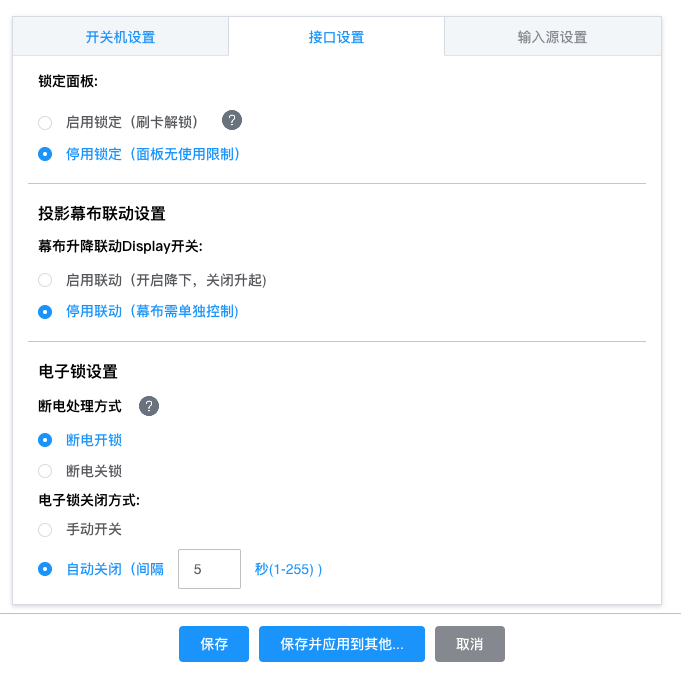 开关机设置 接口设置 输入源设置
锁定面板:
启用锁定（刷卡解锁） ?
停用锁定（面板无使用限制）
投影幕布联动设置
幕布升降联动Display开关:
启用联动（开启降下，关闭升起)
停用联动（幕布需单独控制)
电子锁设置
断电处理方式 ?
断电开锁
断电关锁
电子锁关闭方式:
手动开关
自动关闭（间隔 5 秒(1-255) )
保存 保存并应用到其他... 取消